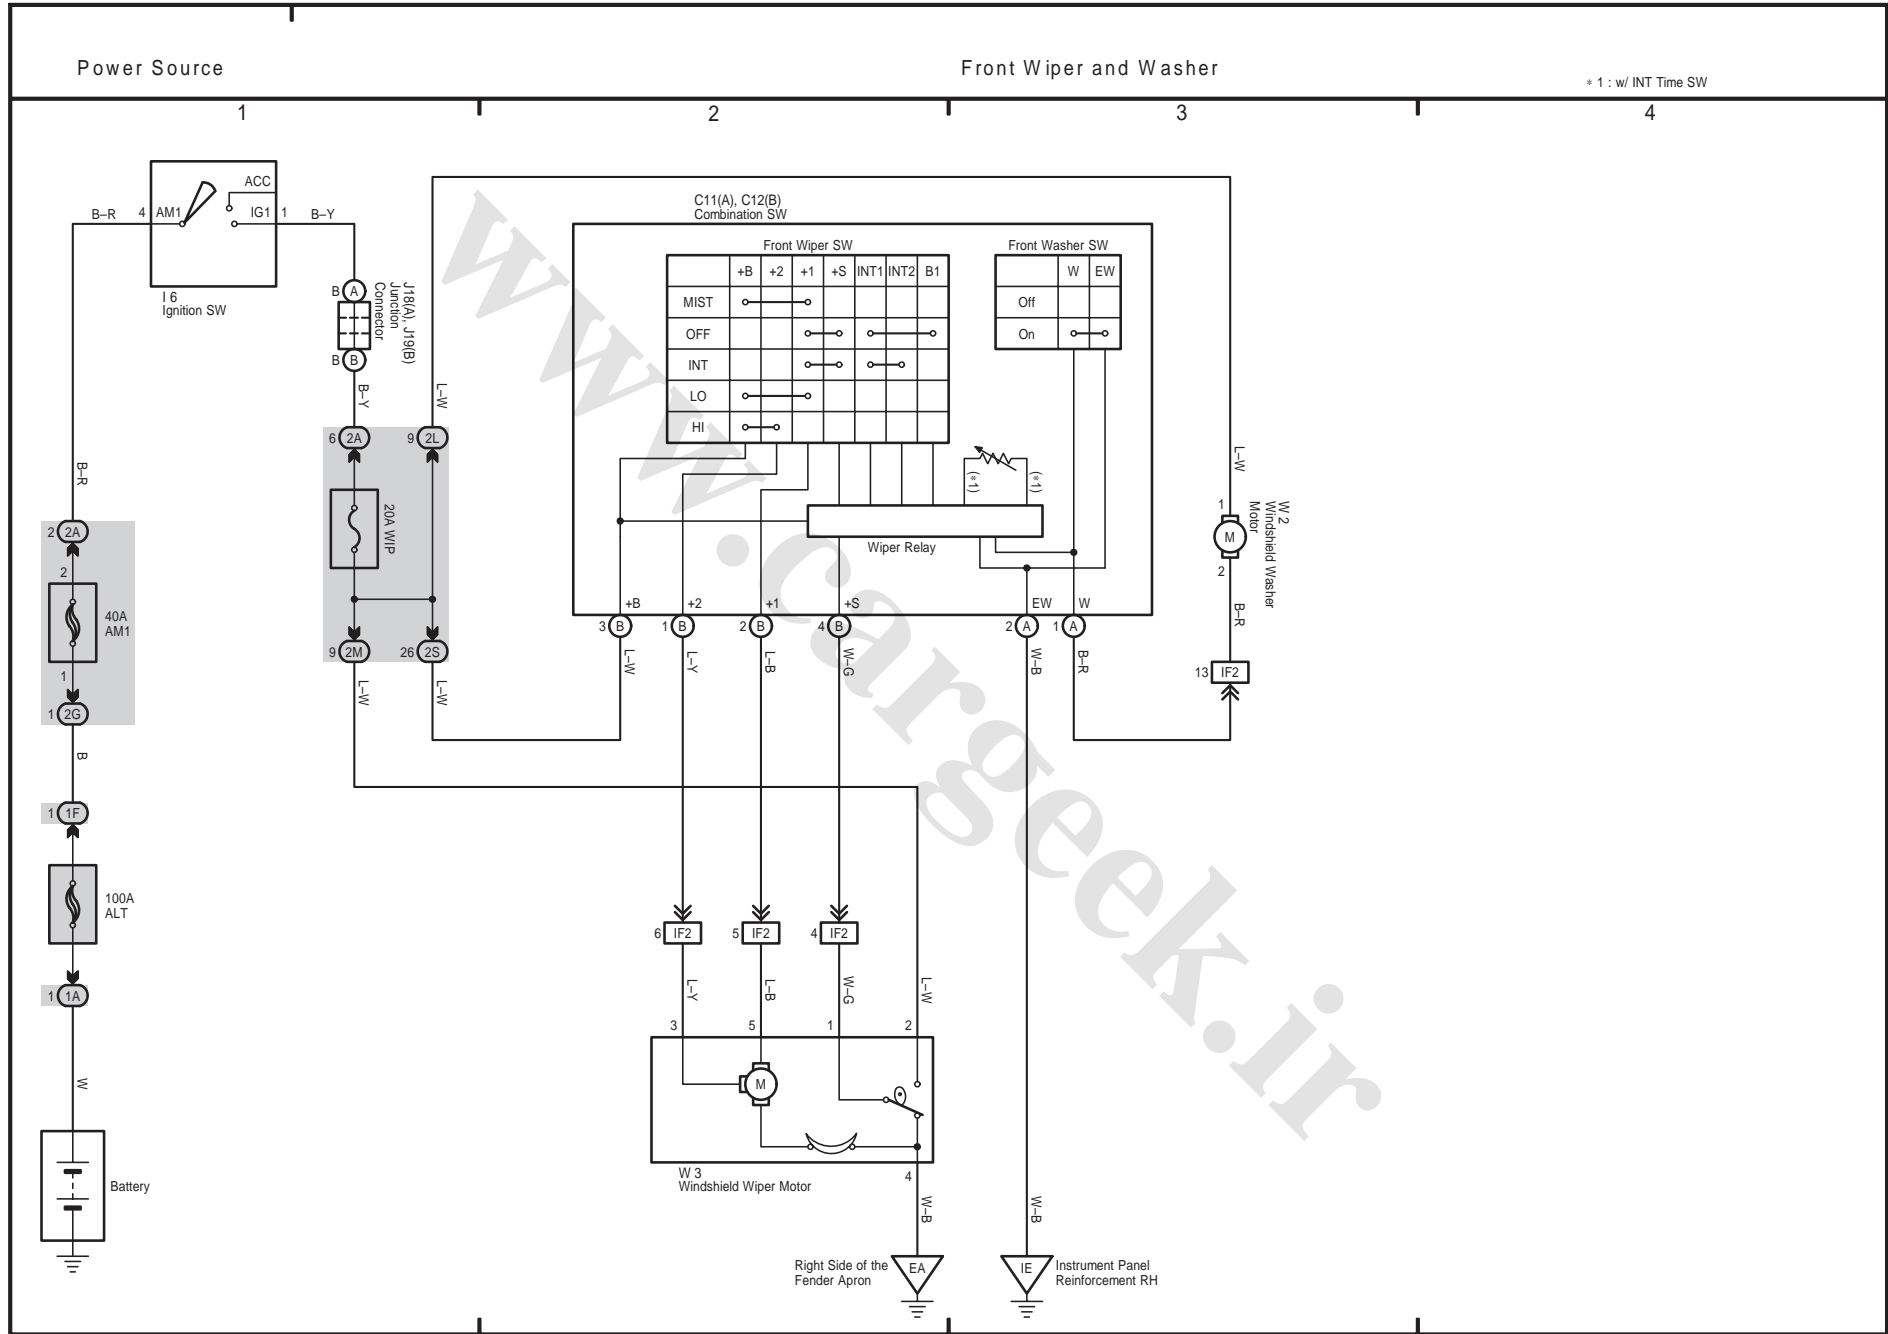 Power Source
Front Wiper and Washer
* 1 : w/ INT Time SW
1
2
3
4
ACC
B–R
4
AM1
IG1
1
B–Y
I 6
Ignition SW
B
A
B
B
J18(A), J19(B)
Junction
Connector
B–Y
L–W
6
2A
9
2L
20A WIP
9
2M
26
2S
L–W
L–W
B–R
2
2A
2
40A
AM1
1
1
2G
B
1
1F
100A
ALT
1
1A
W
Battery
C11(A), C12(B)
Combination SW
Front Wiper SW
+B
+2
+1
+S
INT1
INT2
B1
MIST
OFF
INT
LO
HI
Front Washer SW
W
EW
Off
On
(*1)
(*1)
Wiper Relay
+B
+2
+1
+S
EW
W
3
B
1
B
2
B
4
B
2
A
1
A
L–W
L–Y
L–B
W–G
W–B
B–R
L–W
1
M
2
W 2
Windshield Washer
Motor
B–R
13
IF2
6
IF2
5
IF2
4
IF2
L–Y
L–B
W–G
L–W
3
5
1
2
M
W 3
Windshield Wiper Motor
4
W–B
W–B
Right Side of the
Fender Apron
EA
IE
Instrument Panel
Reinforcement RH
www.cargeek.ir